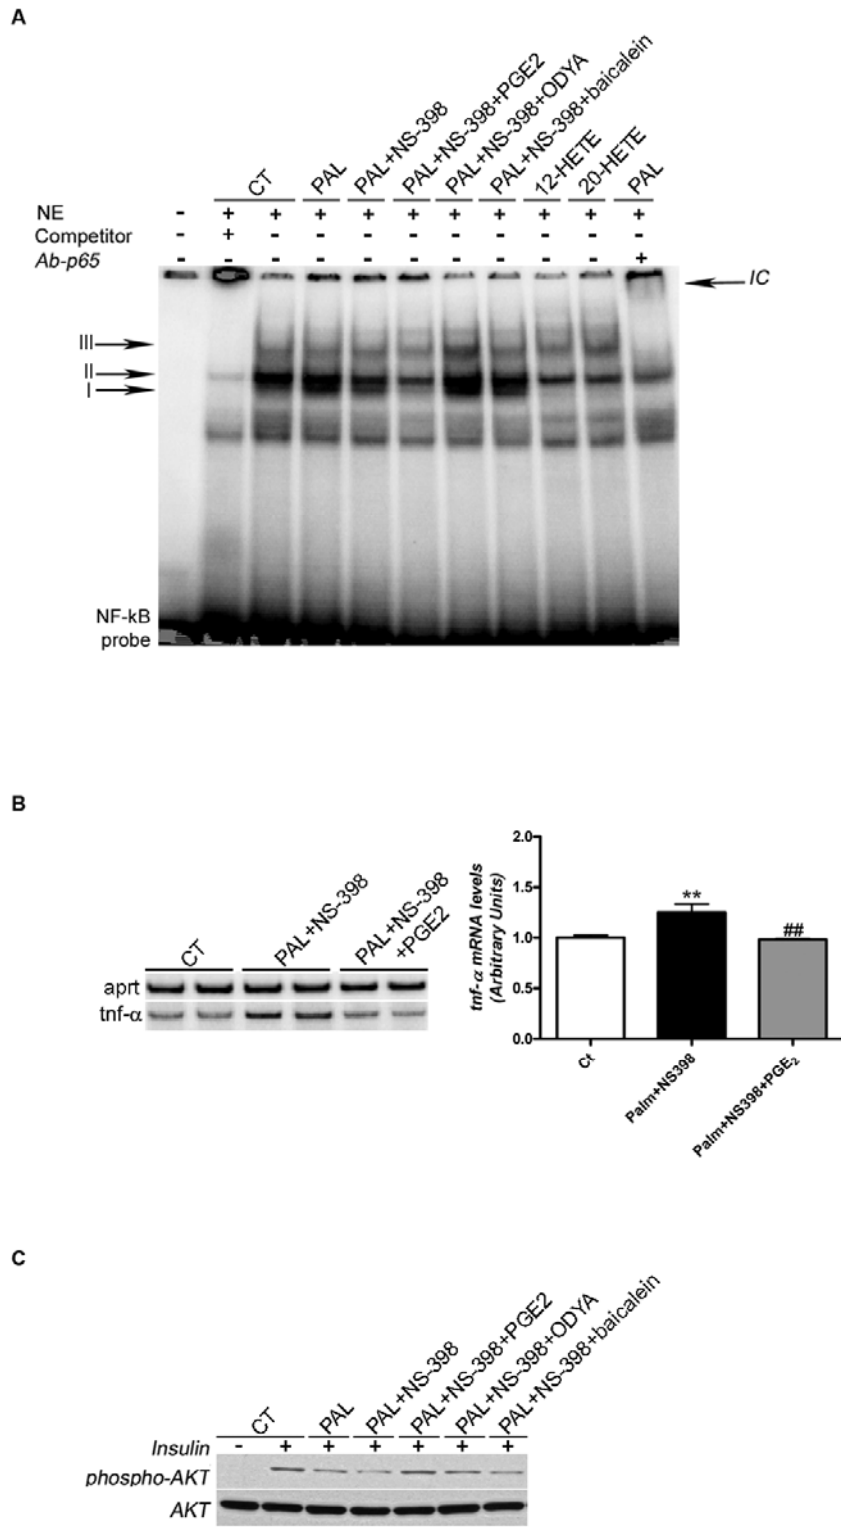 A
CT
PAL
PAL+NS-398
PAL+NS-398+PGE2
PAL+NS-398+ODYA
PAL+NS-398+baicalein
12-HETE
20-HETE
PAL
NE - + + + + + + + + + +
Competitor - + - - - - - - - - -
Ab-p65 - - - - - - - - - - +
IC
III
II
I
NF-kB
probe
B
CT
PAL+NS-398
PAL+NS-398
+PGE2
aprt
tnf-α
tnf-α mRNA levels
(Arbitrary Units)
2.0
1.5
1.0
0.5
0.0
**
##
Ct
Palm+NS398
Palm+NS398+PGE₂
C
CT
PAL
PAL+NS-398
PAL+NS-398+PGE2
PAL+NS-398+ODYA
PAL+NS-398+baicalein
Insulin - + + + + + +
phospho-AKT
AKT